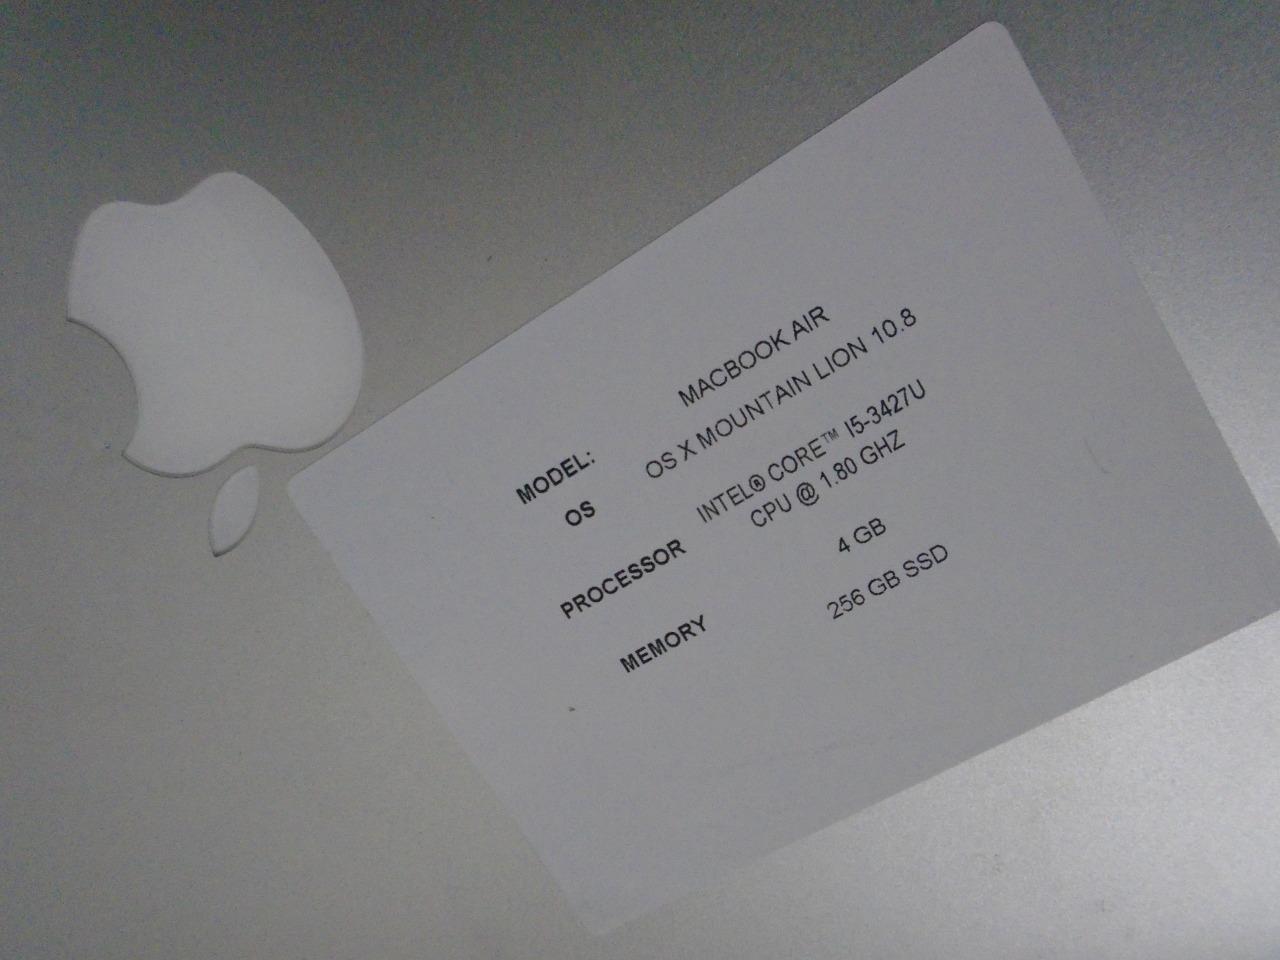 MODEL: MACBOOK AIR
OS OS X MOUNTAIN LION 10.8
PROCESSOR INTEL® CORE™ I5-3427U
CPU @ 1.80 GHZ
MEMORY 4 GB
256 GB SSD